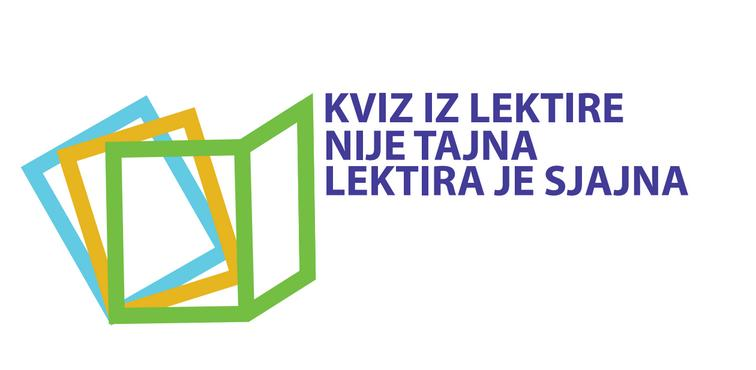 KVIZ IZ LEKTIRE
NIJE TAJNA
LEKTIRA JE SJAJNA